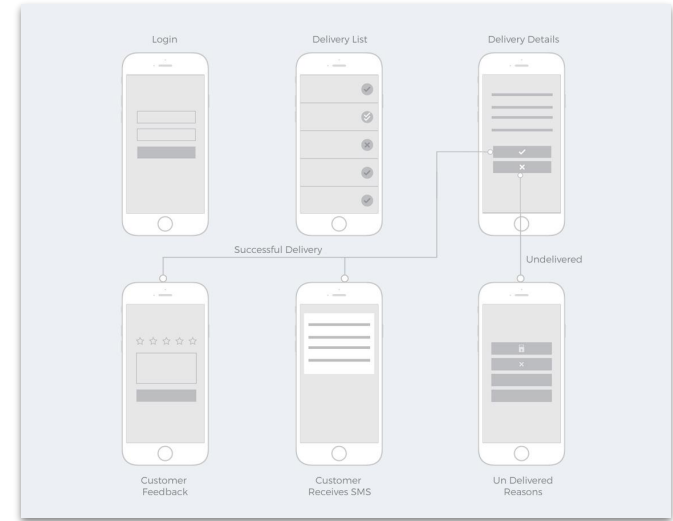 Login
Delivery List
Delivery Details
Successful Delivery
Undelivered
Customer
Feedback
Customer
Receives SMS
Un Delivered
Reasons